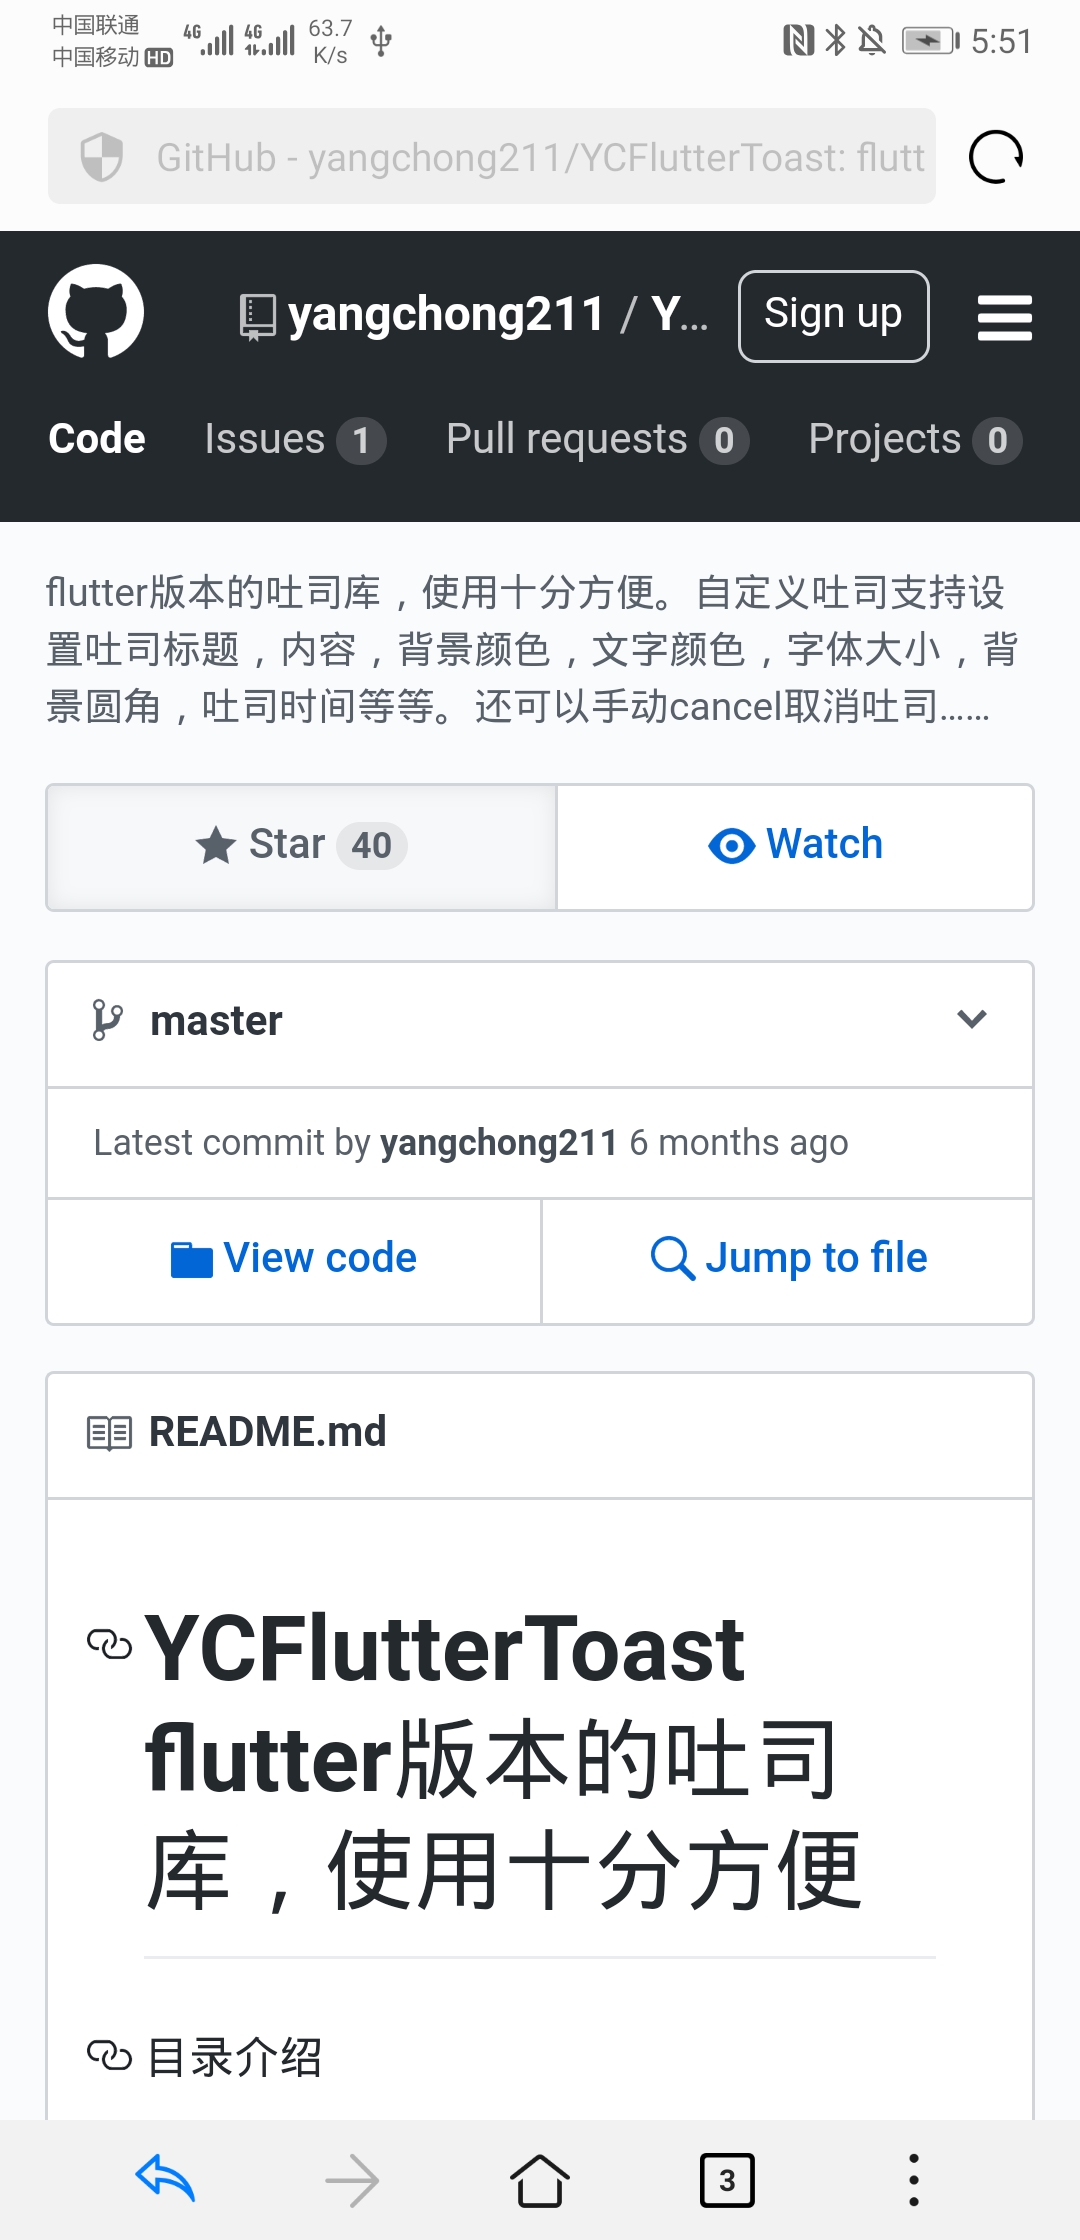 中国联通
中国移动 HD
4G 4G 63.7 K/s
5:51
GitHub - yangchong211/YCFlutterToast: flutt
yangchong211 / Y...
Sign up
Code Issues 1 Pull requests 0 Projects 0
flutter版本的吐司库，使用十分方便。自定义吐司支持设
置吐司标题，内容，背景颜色，文字颜色，字体大小，背
景圆角，吐司时间等等。还可以手动cancel取消吐司......
Star 40
Watch
master
Latest commit by yangchong211 6 months ago
View code
Jump to file
README.md
YCFlutterToast
flutter版本的吐司
库，使用十分方便
目录介绍
3